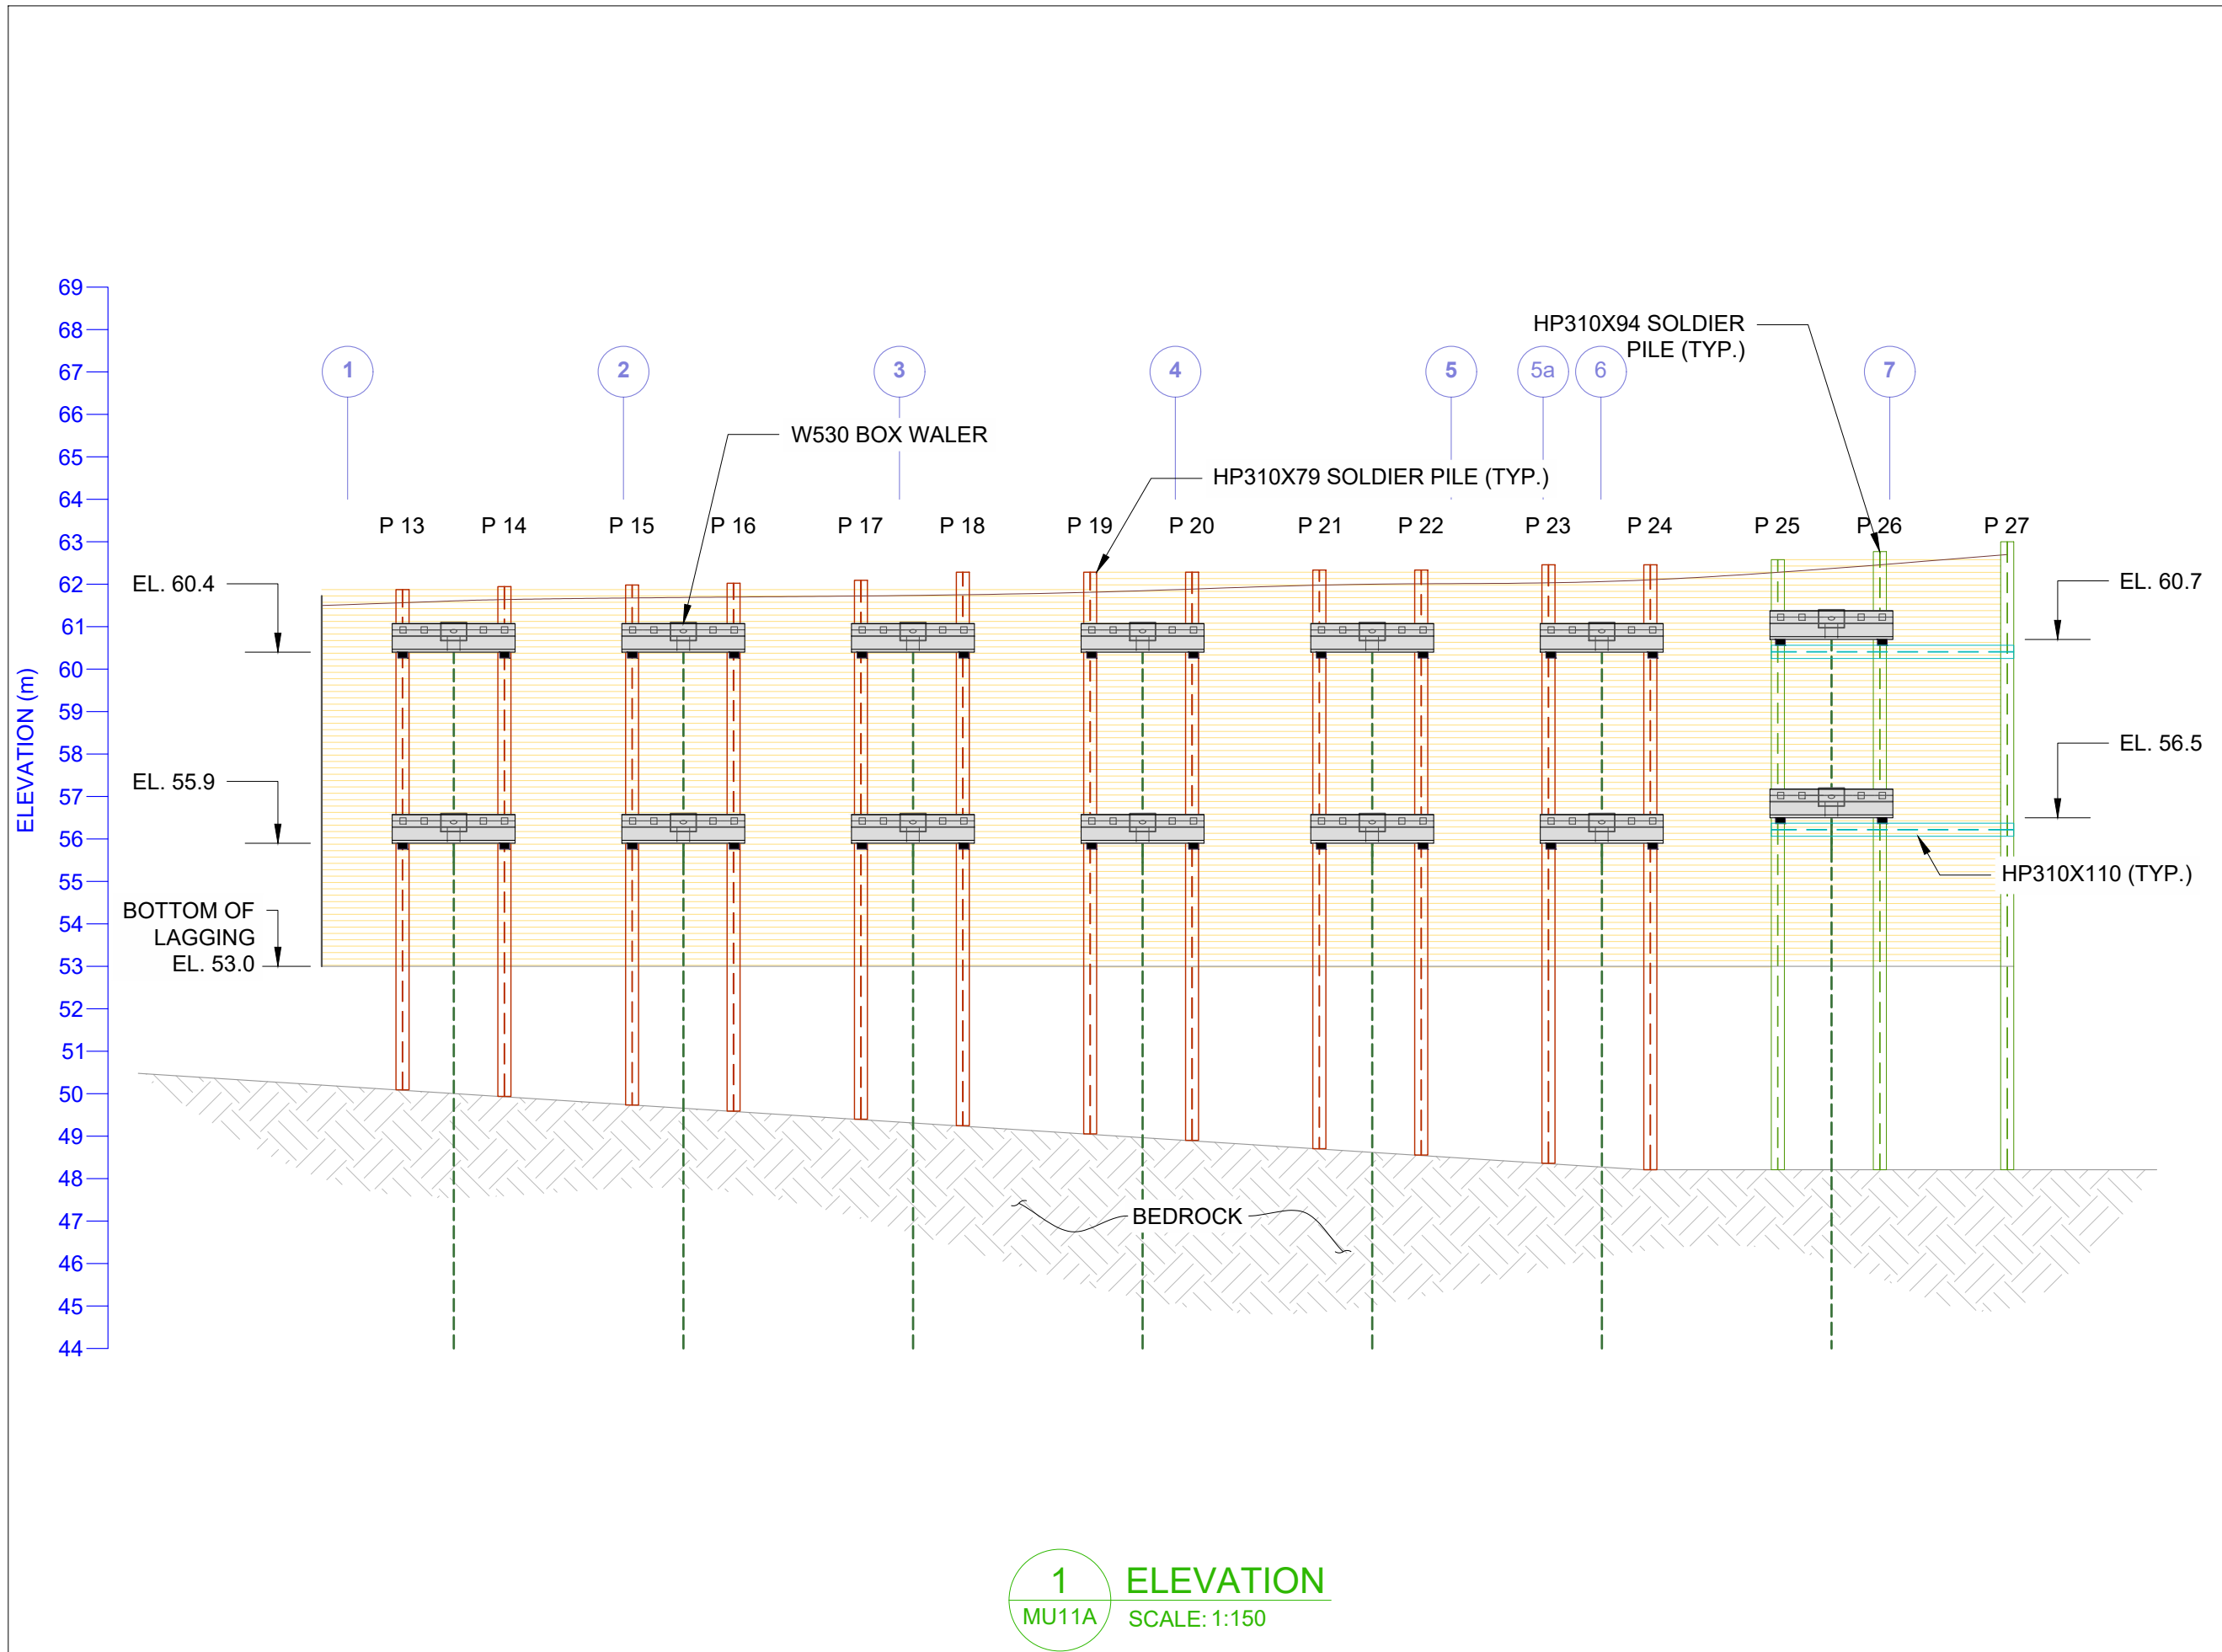 HP310X94 SOLDIER
PILE (TYP.)
1
2
3
4
5
5a
6
7
W530 BOX WALER
HP310X79 SOLDIER PILE (TYP.)
P 13
P 14
P 15
P 16
P 17
P 18
P 19
P 20
P 21
P 22
P 23
P 24
P 25
P 26
P 27
69
68
67
66
65
64
63
62
61
60
59
58
57
56
55
54
53
52
51
50
49
48
47
46
45
44
ELEVATION (m)
EL. 60.4
EL. 55.9
BOTTOM OF
LAGGING
EL. 53.0
EL. 60.7
EL. 56.5
HP310X110 (TYP.)
BEDROCK
1
MU11A
ELEVATION
SCALE: 1:150